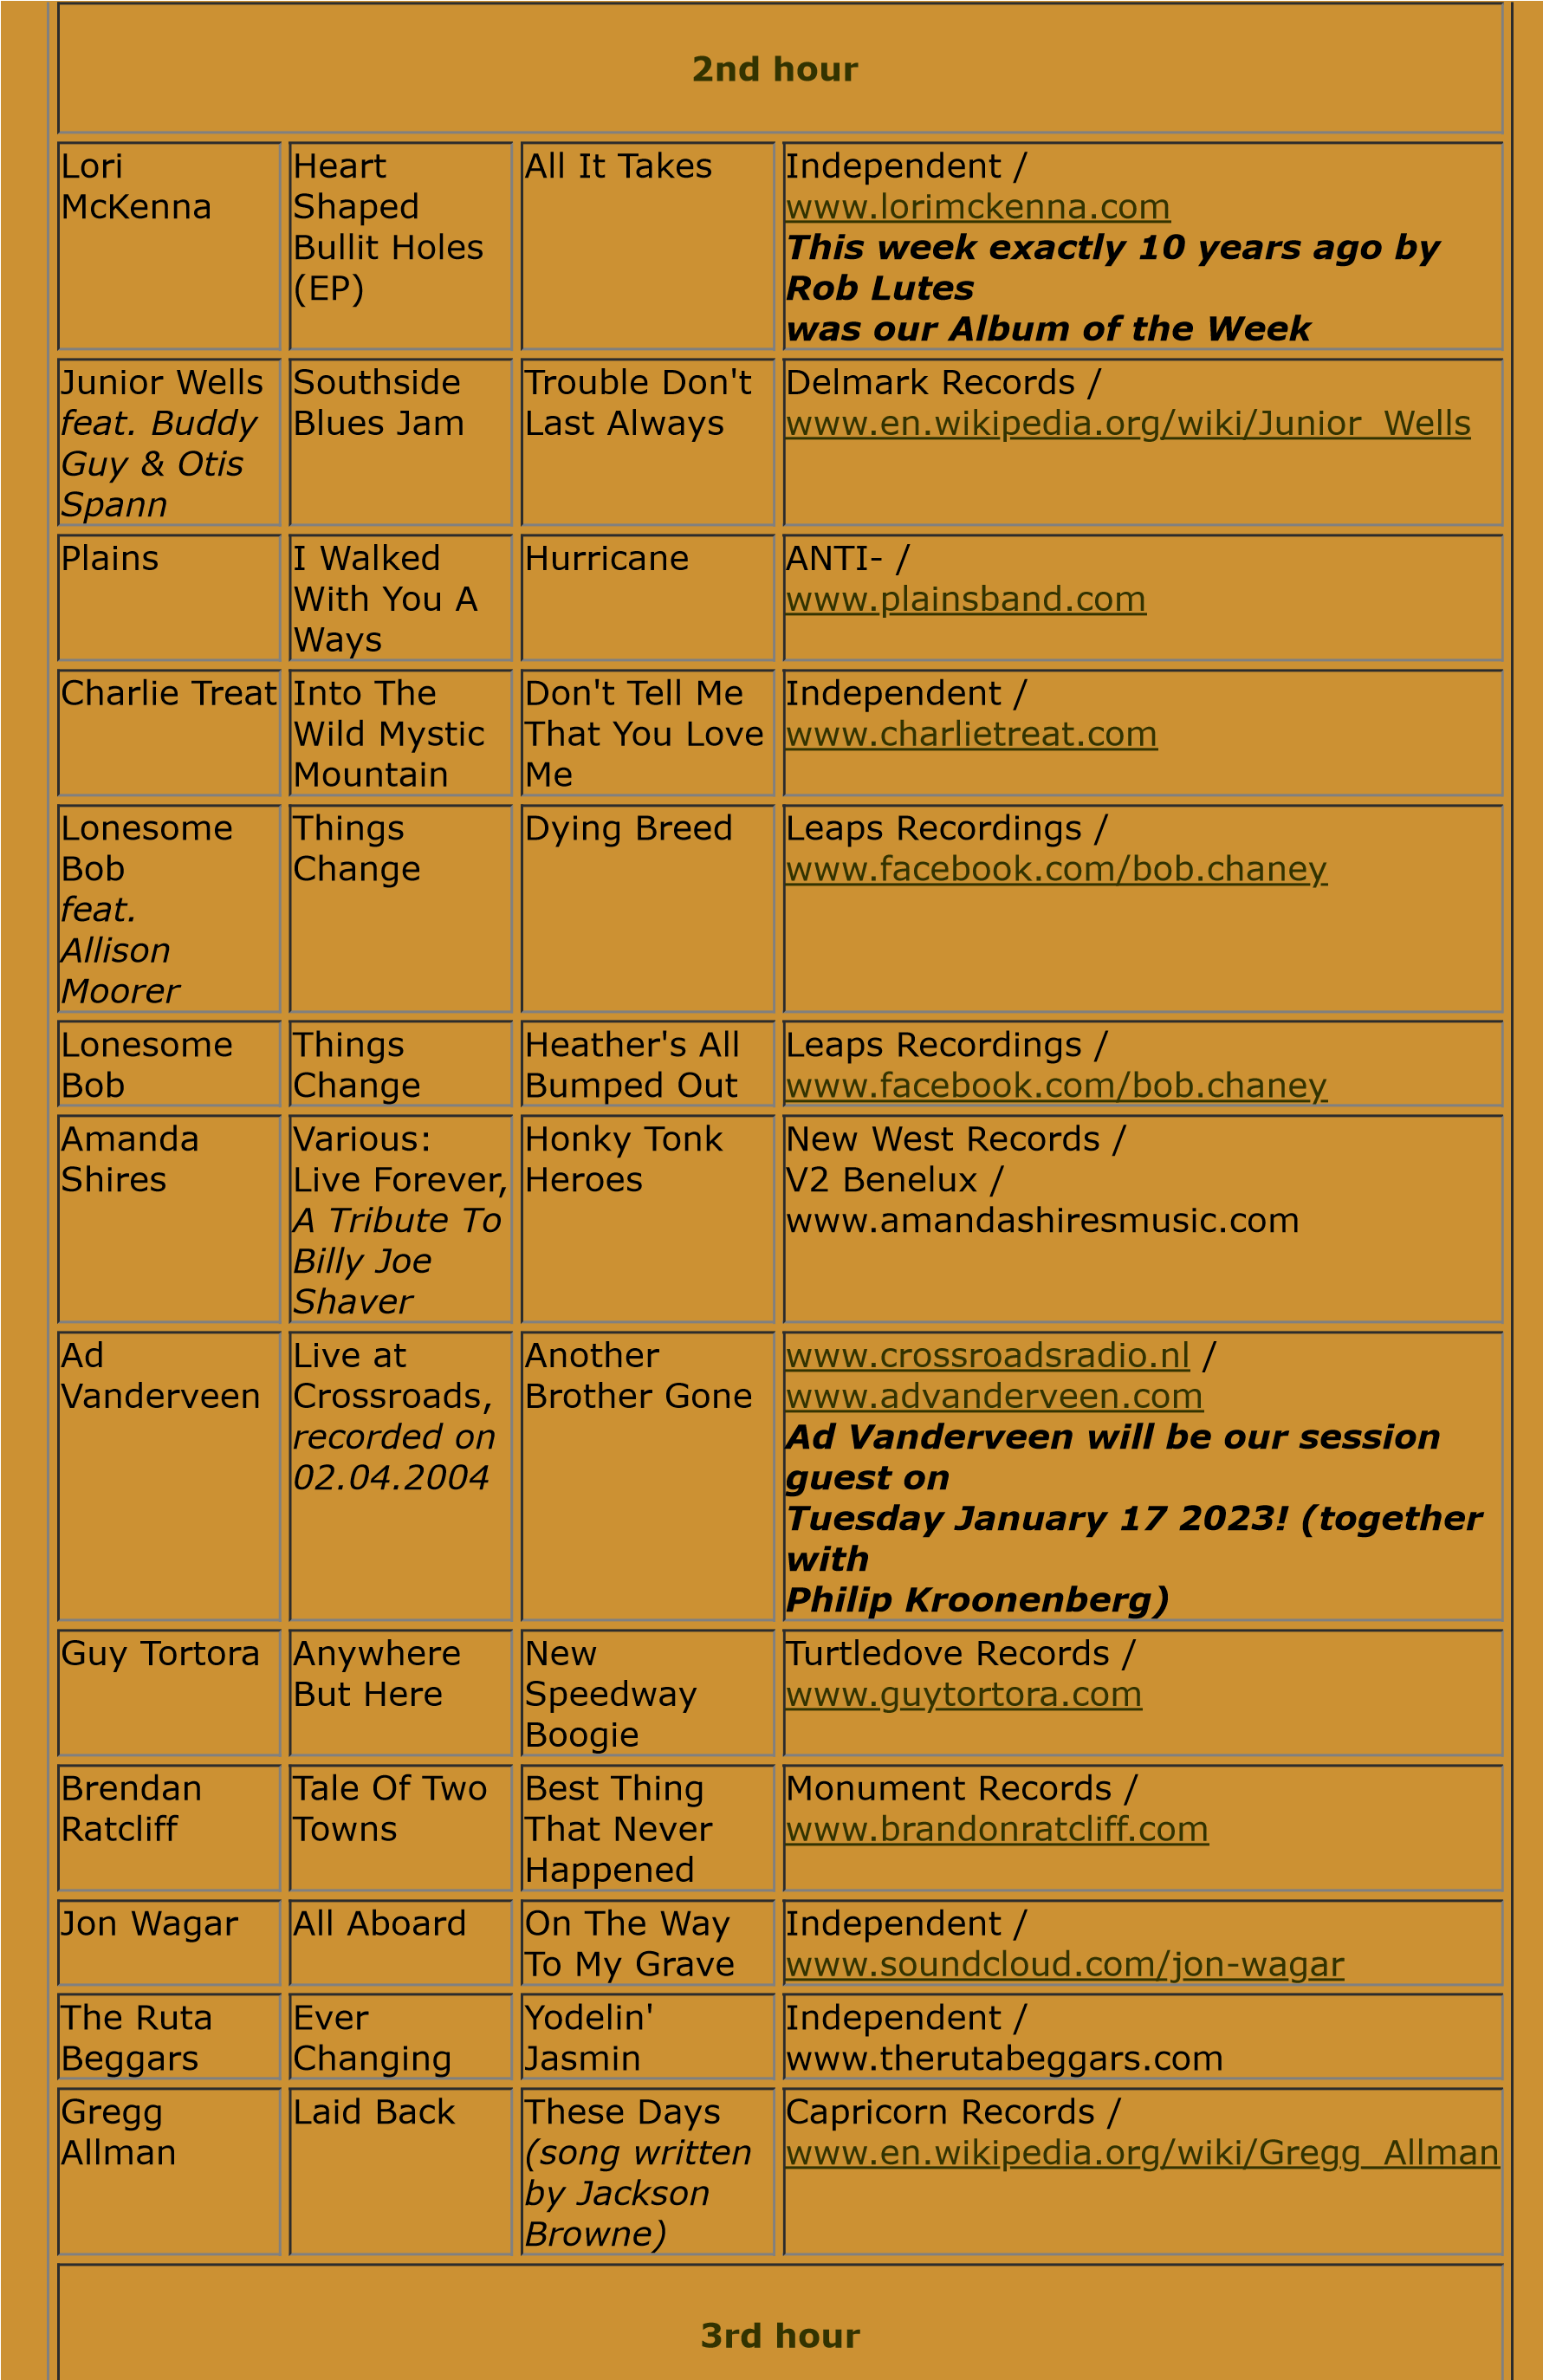 2nd hour
Lori
McKenna
Heart
Shaped
Bullit Holes
(EP)
All It Takes
Independent /
www.lorimckenna.com
This week exactly 10 years ago by
Rob Lutes
was our Album of the Week
Junior Wells
feat. Buddy
Guy & Otis
Spann
Southside
Blues Jam
Trouble Don't
Last Always
Delmark Records /
www.en.wikipedia.org/wiki/Junior_Wells
Plains
I Walked
With You A
Ways
Hurricane
ANTI- /
www.plainsband.com
Charlie Treat
Into The
Wild Mystic
Mountain
Don't Tell Me
That You Love
Me
Independent /
www.charlietreat.com
Lonesome
Bob
feat.
Allison
Moorer
Things
Change
Dying Breed
Leaps Recordings /
www.facebook.com/bob.chaney
Lonesome
Bob
Things
Change
Heather's All
Bumped Out
Leaps Recordings /
www.facebook.com/bob.chaney
Amanda
Shires
Various:
Live Forever,
A Tribute To
Billy Joe
Shaver
Honky Tonk
Heroes
New West Records /
V2 Benelux /
www.amandashiresmusic.com
Ad
Vanderveen
Live at
Crossroads,
recorded on
02.04.2004
Another
Brother Gone
www.crossroadsradio.nl /
www.advanderveen.com
Ad Vanderveen will be our session
guest on
Tuesday January 17 2023! (together
with
Philip Kroonenberg)
Guy Tortora
Anywhere
But Here
New
Speedway
Boogie
Turtledove Records /
www.guytortora.com
Brendan
Ratcliff
Tale Of Two
Towns
Best Thing
That Never
Happened
Monument Records /
www.brandonratcliff.com
Jon Wagar
All Aboard
On The Way
To My Grave
Independent /
www.soundcloud.com/jon-wagar
The Ruta
Beggars
Ever
Changing
Yodelin'
Jasmin
Independent /
www.therutabeggars.com
Gregg
Allman
Laid Back
These Days
(song written
by Jackson
Browne)
Capricorn Records /
www.en.wikipedia.org/wiki/Gregg_Allman
3rd hour